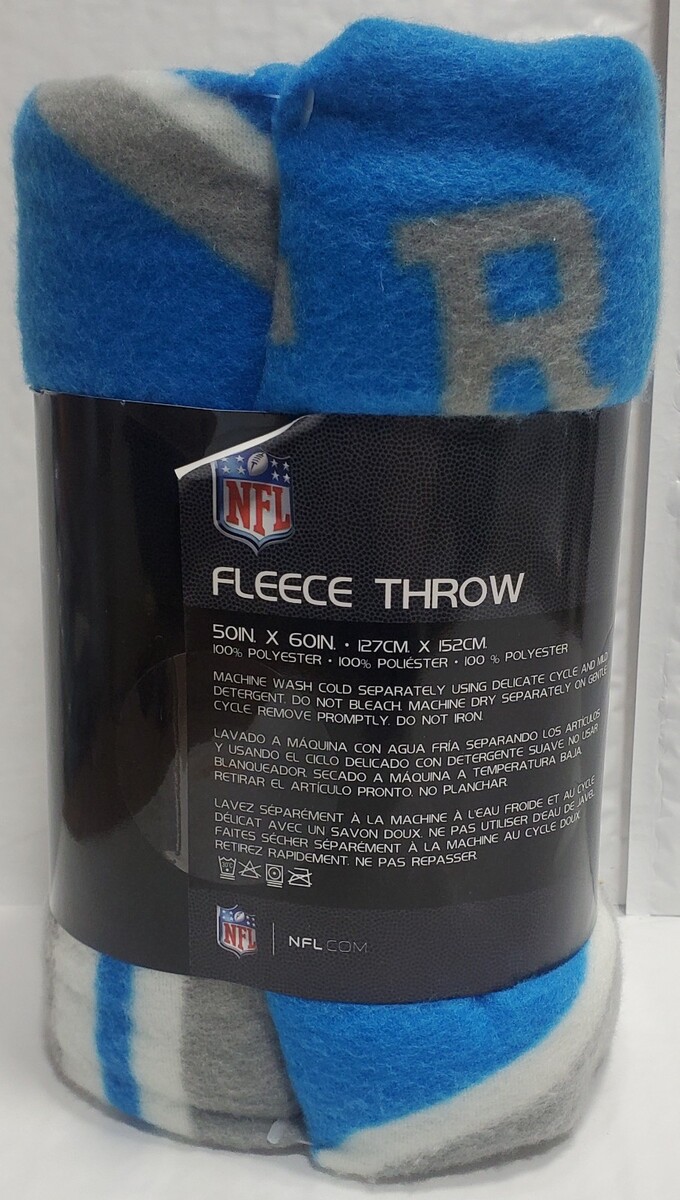 R
NFL
FLEECE THROW
50IN. X 60IN. • 127CM. X 152CM.
100% POLYESTER • 100% POLIÉSTER • 100 % POLYESTER
MACHINE WASH COLD SEPARATELY USING DELICATE CYCLE AND MILD
DETERGENT. DO NOT BLEACH. MACHINE DRY SEPARATELY ON GENTLE
CYCLE REMOVE PROMPTLY. DO NOT IRON.
LAVADO A MÁQUINA CON AGUA FRÍA SEPARANDO LOS ARTÍCULOS
Y USANDO EL CICLO DELICADO CON DETERGENTE SUAVE. NO USAR
BLANQUEADOR. SECADO A MÁQUINA A TEMPERATURA BAJA.
RETIRAR EL ARTÍCULO PRONTO. NO PLANCHAR.
LAVEZ SÉPARÉMENT À LA MACHINE À L'EAU FROIDE ET AU CYCLE
DÉLICAT AVEC UN SAVON DOUX. NE PAS UTILISER D'EAU DE JAVEL.
FAITES SÉCHER SÉPARÉMENT À LA MACHINE AU CYCLE DOUX.
RETIREZ RAPIDEMENT. NE PAS REPASSER.
NFL | NFL.COM